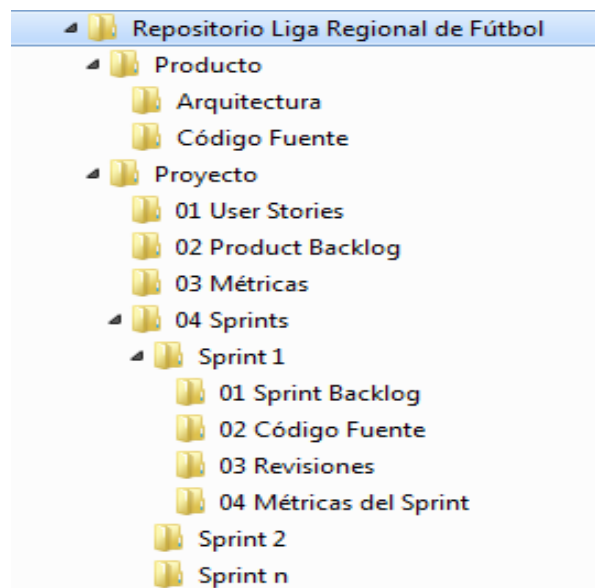 Repositorio Liga Regional de Fútbol
Producto
Arquitectura
Código Fuente
Proyecto
01 User Stories
02 Product Backlog
03 Métricas
04 Sprints
Sprint 1
01 Sprint Backlog
02 Código Fuente
03 Revisiones
04 Métricas del Sprint
Sprint 2
Sprint n